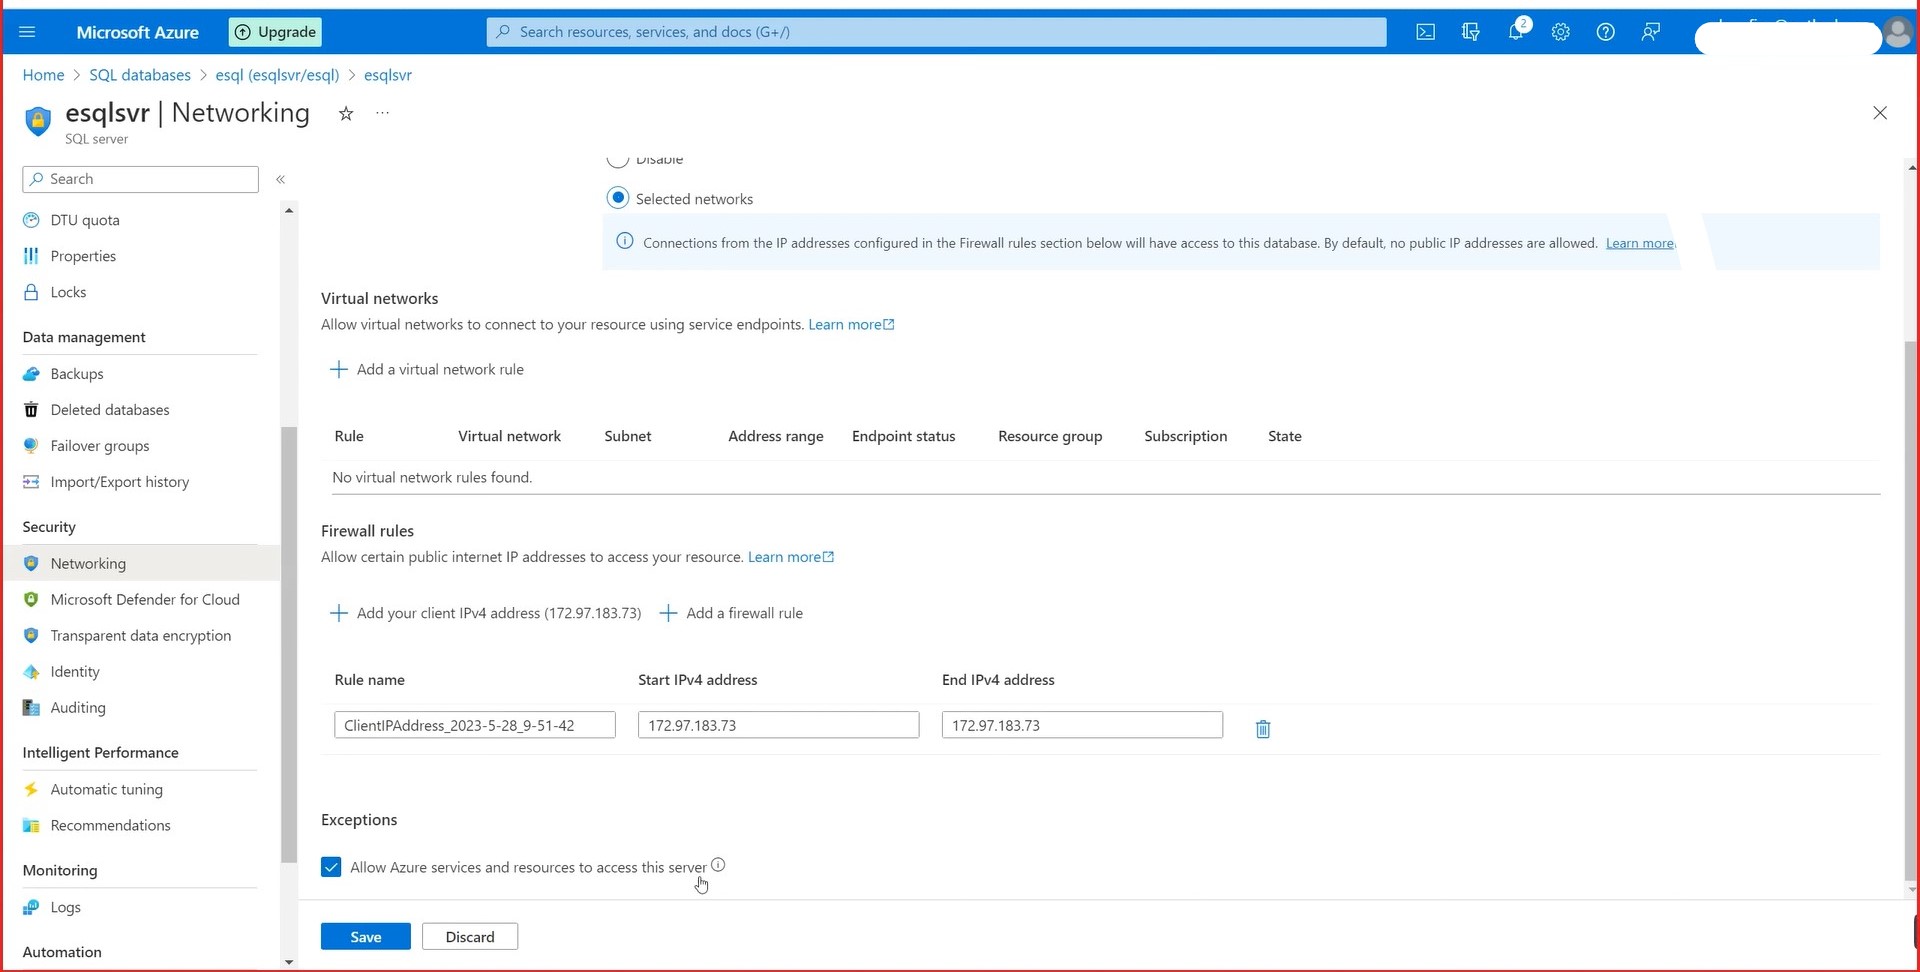 Microsoft Azure
Upgrade
Search resources, services, and docs (G+/)
2
Home > SQL databases > esql (esqlsvr/esql) > esqlsvr
esqlsvr | Networking
SQL server
Search
DTU quota
Properties
Locks
Data management
Backups
Deleted databases
Failover groups
Import/Export history
Security
Networking
Microsoft Defender for Cloud
Transparent data encryption
Identity
Auditing
Intelligent Performance
Automatic tuning
Recommendations
Monitoring
Logs
Automation
Disable
Selected networks
Connections from the IP addresses configured in the Firewall rules section below will have access to this database. By default, no public IP addresses are allowed. Learn more
Virtual networks
Allow virtual networks to connect to your resource using service endpoints. Learn more
Add a virtual network rule
Rule Virtual network Subnet Address range Endpoint status Resource group Subscription State
No virtual network rules found.
Firewall rules
Allow certain public internet IP addresses to access your resource. Learn more
Add your client IPv4 address (172.97.183.73) Add a firewall rule
Rule name Start IPv4 address End IPv4 address
ClientIPAddress_2023-5-28_9-51-42 172.97.183.73 172.97.183.73
Exceptions
Allow Azure services and resources to access this server
Save Discard